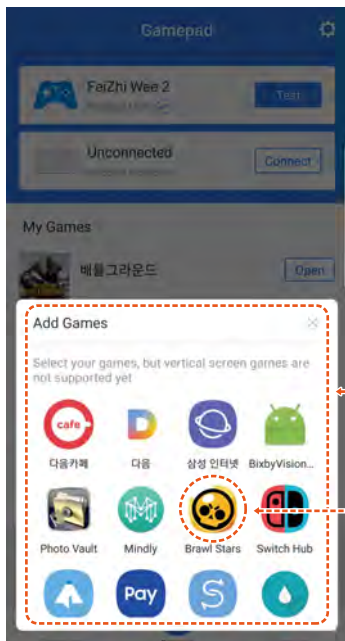 Gamepad
FeiZhi Wee 2
Test
Unconnected
Connect
My Games
배틀그라운드
Open
Add Games
Select your games, but vertical screen games are
not supported yet
cafe
다음카페
다음
삼성 인터넷
BixbyVision...
Photo Vault
Mindly
Brawl Stars
Switch Hub
Pay